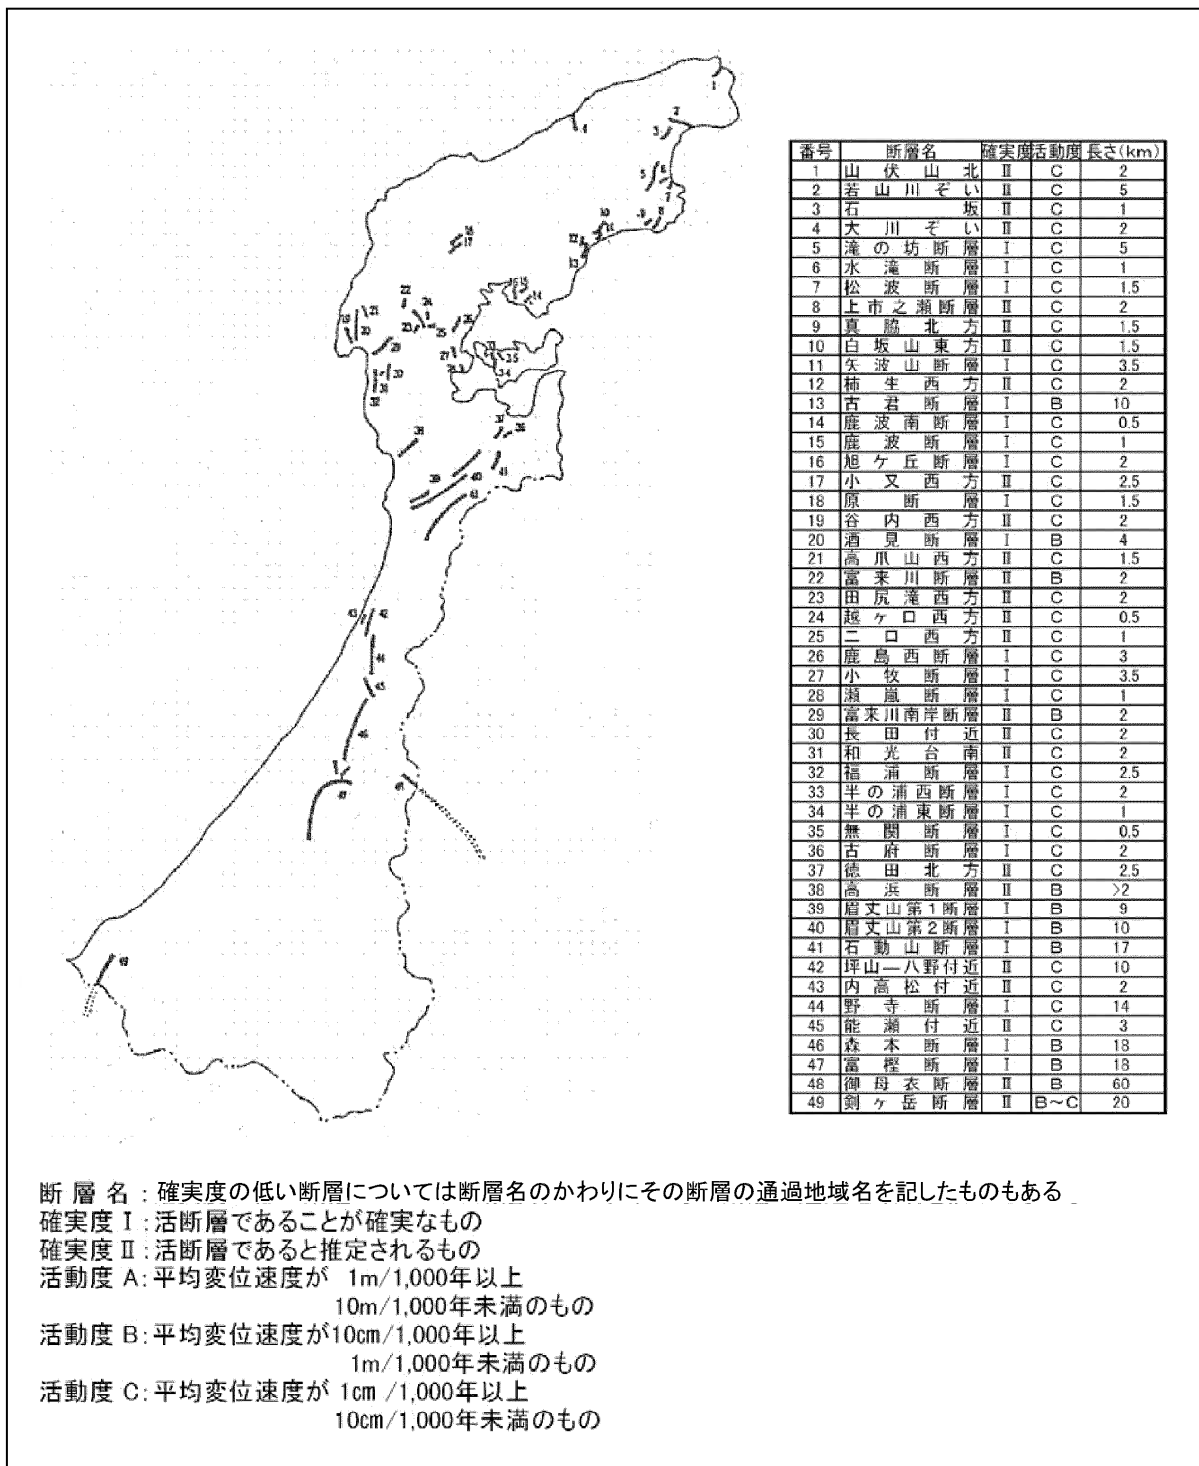 番号 断層名 確実度 活動度 長さ(km)
1 山伏山北 Ⅱ C 2
2 若山川ぞい Ⅱ C 5
3 石坂 Ⅱ C 1
4 大川ぞい Ⅱ C 2
5 滝の坊断層 Ⅰ C 5
6 水滝断層 Ⅰ C 1
7 松波断層 Ⅰ C 1.5
8 上市之瀬断層 Ⅱ C 2
9 真脇北方 Ⅱ C 1.5
10 白坂山東方 Ⅱ C 1.5
11 矢波山断層 Ⅰ C 3.5
12 柿生西方 Ⅱ C 2
13 古君断層 Ⅰ B 10
14 鹿波南断層 Ⅰ C 0.5
15 鹿波断層 Ⅰ C 1
16 旭ケ丘断層 Ⅰ C 2
17 小又西方 Ⅱ C 2.5
18 原断層 Ⅰ C 1.5
19 谷内西方 Ⅱ C 2
20 酒見断層 Ⅰ B 4
21 高爪山西方 Ⅱ C 1.5
22 富来川断層 Ⅱ B 2
23 田尻滝西方 Ⅱ C 2
24 越ヶ口西方 Ⅱ C 0.5
25 二口西方 Ⅱ C 1
26 鹿島西断層 Ⅰ C 3
27 小牧断層 Ⅰ C 3.5
28 瀬嵐断層 Ⅰ C 1
29 富来川南岸断層 Ⅱ B 2
30 長田付近 Ⅱ C 2
31 和光台南 Ⅱ C 2
32 福浦断層 Ⅰ C 2.5
33 半の浦西断層 Ⅰ C 2
34 半の浦東断層 Ⅰ C 1
35 無関断層 Ⅰ C 0.5
36 古府断層 Ⅰ C 2
37 徳田北方 Ⅱ C 2.5
38 高浜断層 Ⅱ B >2
39 眉丈山第1断層 Ⅰ B 9
40 眉丈山第2断層 Ⅰ B 10
41 石動山断層 Ⅰ B 17
42 坪山―八野付近 Ⅱ C 10
43 内高松付近 Ⅱ C 2
44 野寺断層 Ⅰ C 14
45 能瀬付近 Ⅱ C 3
46 森本断層 Ⅰ B 18
47 富樫断層 Ⅰ B 18
48 御母衣断層 Ⅱ B 60
49 剣ヶ岳断層 Ⅱ B~C 20
断層名:確実度の低い断層については断層名のかわりにその断層の通過地域名を記したものもある
確実度Ⅰ:活断層であることが確実なもの
確実度Ⅱ:活断層であると推定されるもの
活動度 A:平均変位速度が 1m/1,000年以上
10m/1,000年未満のもの
活動度 B:平均変位速度が10cm/1,000年以上
1m/1,000年未満のもの
活動度 C:平均変位速度が 1cm /1,000年以上
10cm/1,000年未満のもの